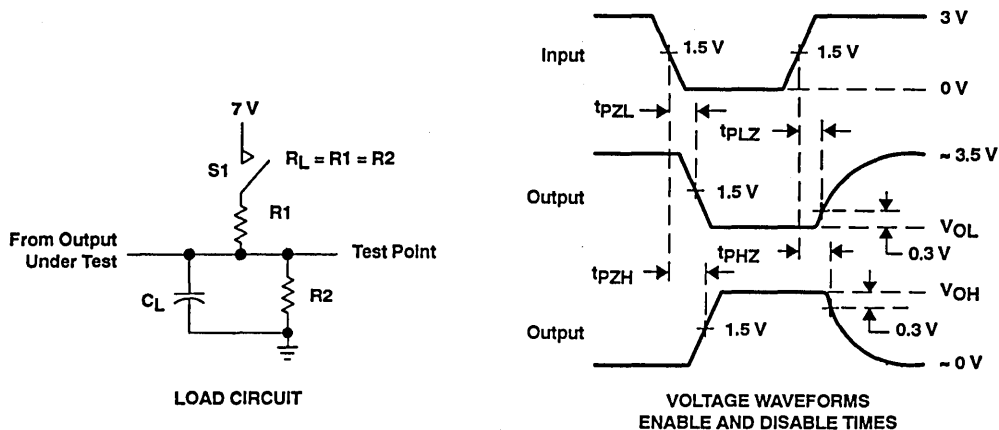 7 V
S1
RL = R1 = R2
R1
From Output
Under Test
Test Point
CL
R2
LOAD CIRCUIT
Input
1.5 V
1.5 V
3 V
0 V
tPZL
tPLZ
Output
1.5 V
~ 3.5 V
VOL
0.3 V
tPHZ
tPZH
VOH
Output
1.5 V
0.3 V
~ 0 V
VOLTAGE WAVEFORMS
ENABLE AND DISABLE TIMES